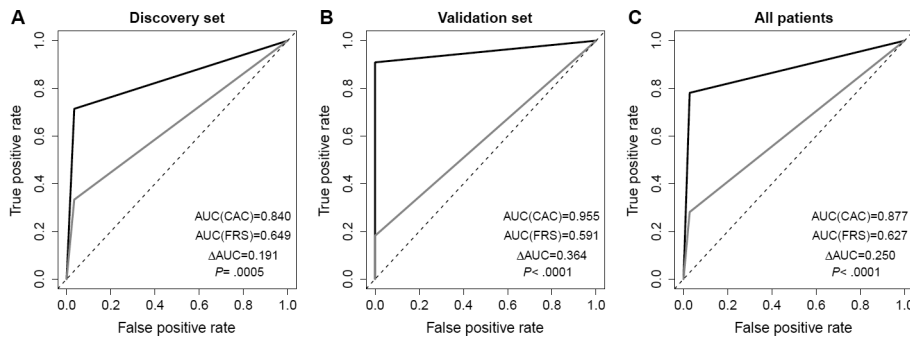 A
Discovery set
True positive rate
1.0
0.8
0.6
0.4
0.2
0.0
AUC(CAC)=0.840
AUC(FRS)=0.649
ΔAUC=0.191
P= .0005
0.0 0.2 0.4 0.6 0.8 1.0
False positive rate
B
Validation set
True positive rate
1.0
0.8
0.6
0.4
0.2
0.0
AUC(CAC)=0.955
AUC(FRS)=0.591
ΔAUC=0.364
P< .0001
0.0 0.2 0.4 0.6 0.8 1.0
False positive rate
C
All patients
True positive rate
1.0
0.8
0.6
0.4
0.2
0.0
AUC(CAC)=0.877
AUC(FRS)=0.627
ΔAUC=0.250
P< .0001
0.0 0.2 0.4 0.6 0.8 1.0
False positive rate